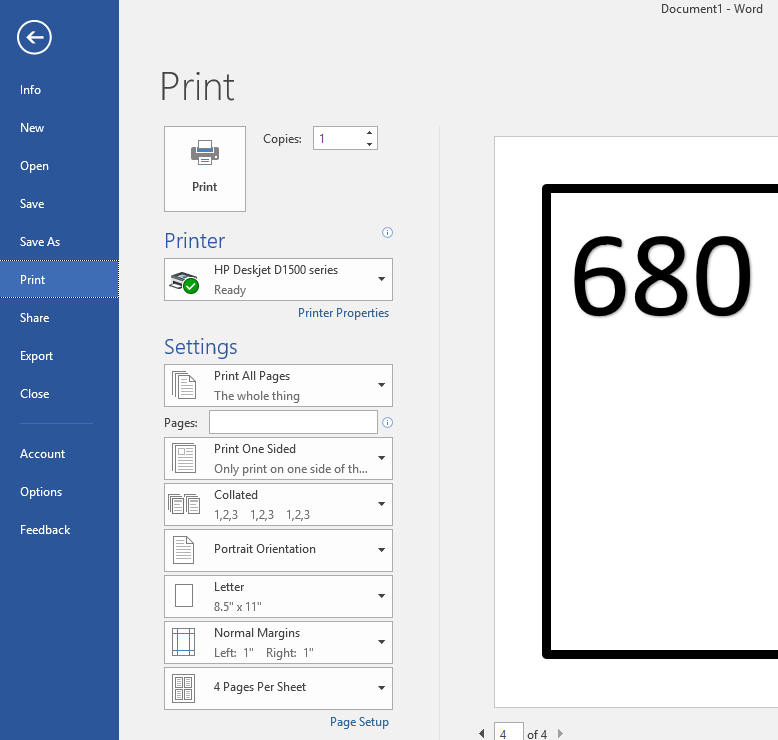 Document1 - Word
Info
New
Open
Save
Save As
Print
Share
Export
Close
Account
Options
Feedback
Print
Print
Copies: 1
Printer
HP Deskjet D1500 series
Ready
Printer Properties
Settings
Print All Pages
The whole thing
Pages:
Print One Sided
Only print on one side of th...
Collated
1,2,3 1,2,3 1,2,3
Portrait Orientation
Letter
8.5" x 11"
Normal Margins
Left: 1" Right: 1"
4 Pages Per Sheet
Page Setup
680
4 of 4